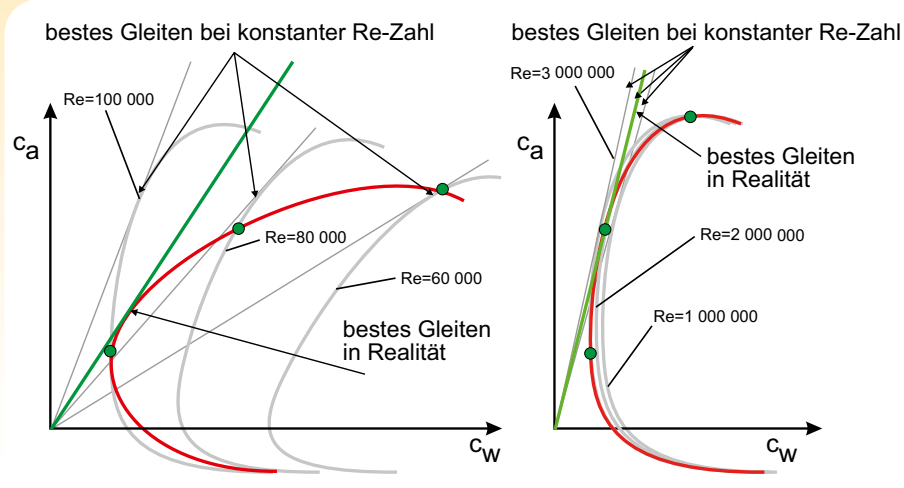 bestes Gleiten bei konstanter Re-Zahl
Re=100 000
ca
Re=80 000
Re=60 000
bestes Gleiten
in Realität
cw
bestes Gleiten bei konstanter Re-Zahl
Re=3 000 000
ca
bestes Gleiten
in Realität
Re=2 000 000
Re=1 000 000
cw